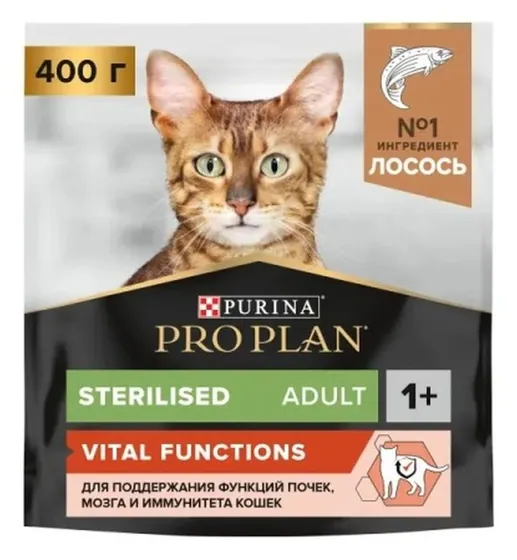 400 г
№1
ИНГРЕДИЕНТ
ЛОСОСЬ
PURINA
PRO PLAN
STERILISED ADULT 1+
VITAL FUNCTIONS
ДЛЯ ПОДДЕРЖАНИЯ ФУНКЦИЙ ПОЧЕК,
МОЗГА И ИММУНИТЕТА КОШЕК